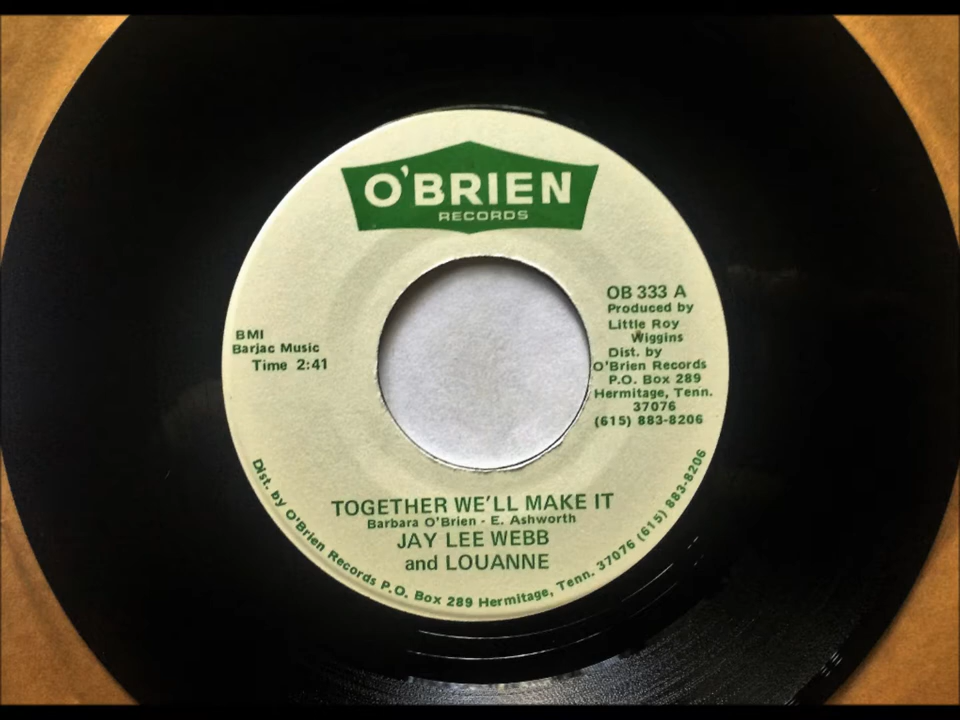 O'BRIEN
RECORDS
BMI
Barjac Music
Time 2:41
OB 333 A
Produced by
Little Roy
Wiggins
Dist. by
O'Brien Records
P.O. Box 289
Hermitage, Tenn.
37076
(615) 883-8206
TOGETHER WE'LL MAKE IT
Barbara O'Brien - E. Ashworth
JAY LEE WEBB
and LOUANNE
Dist. by O'Brien Records P.O. Box 289 Hermitage, Tenn. 37076 (615) 883-8206